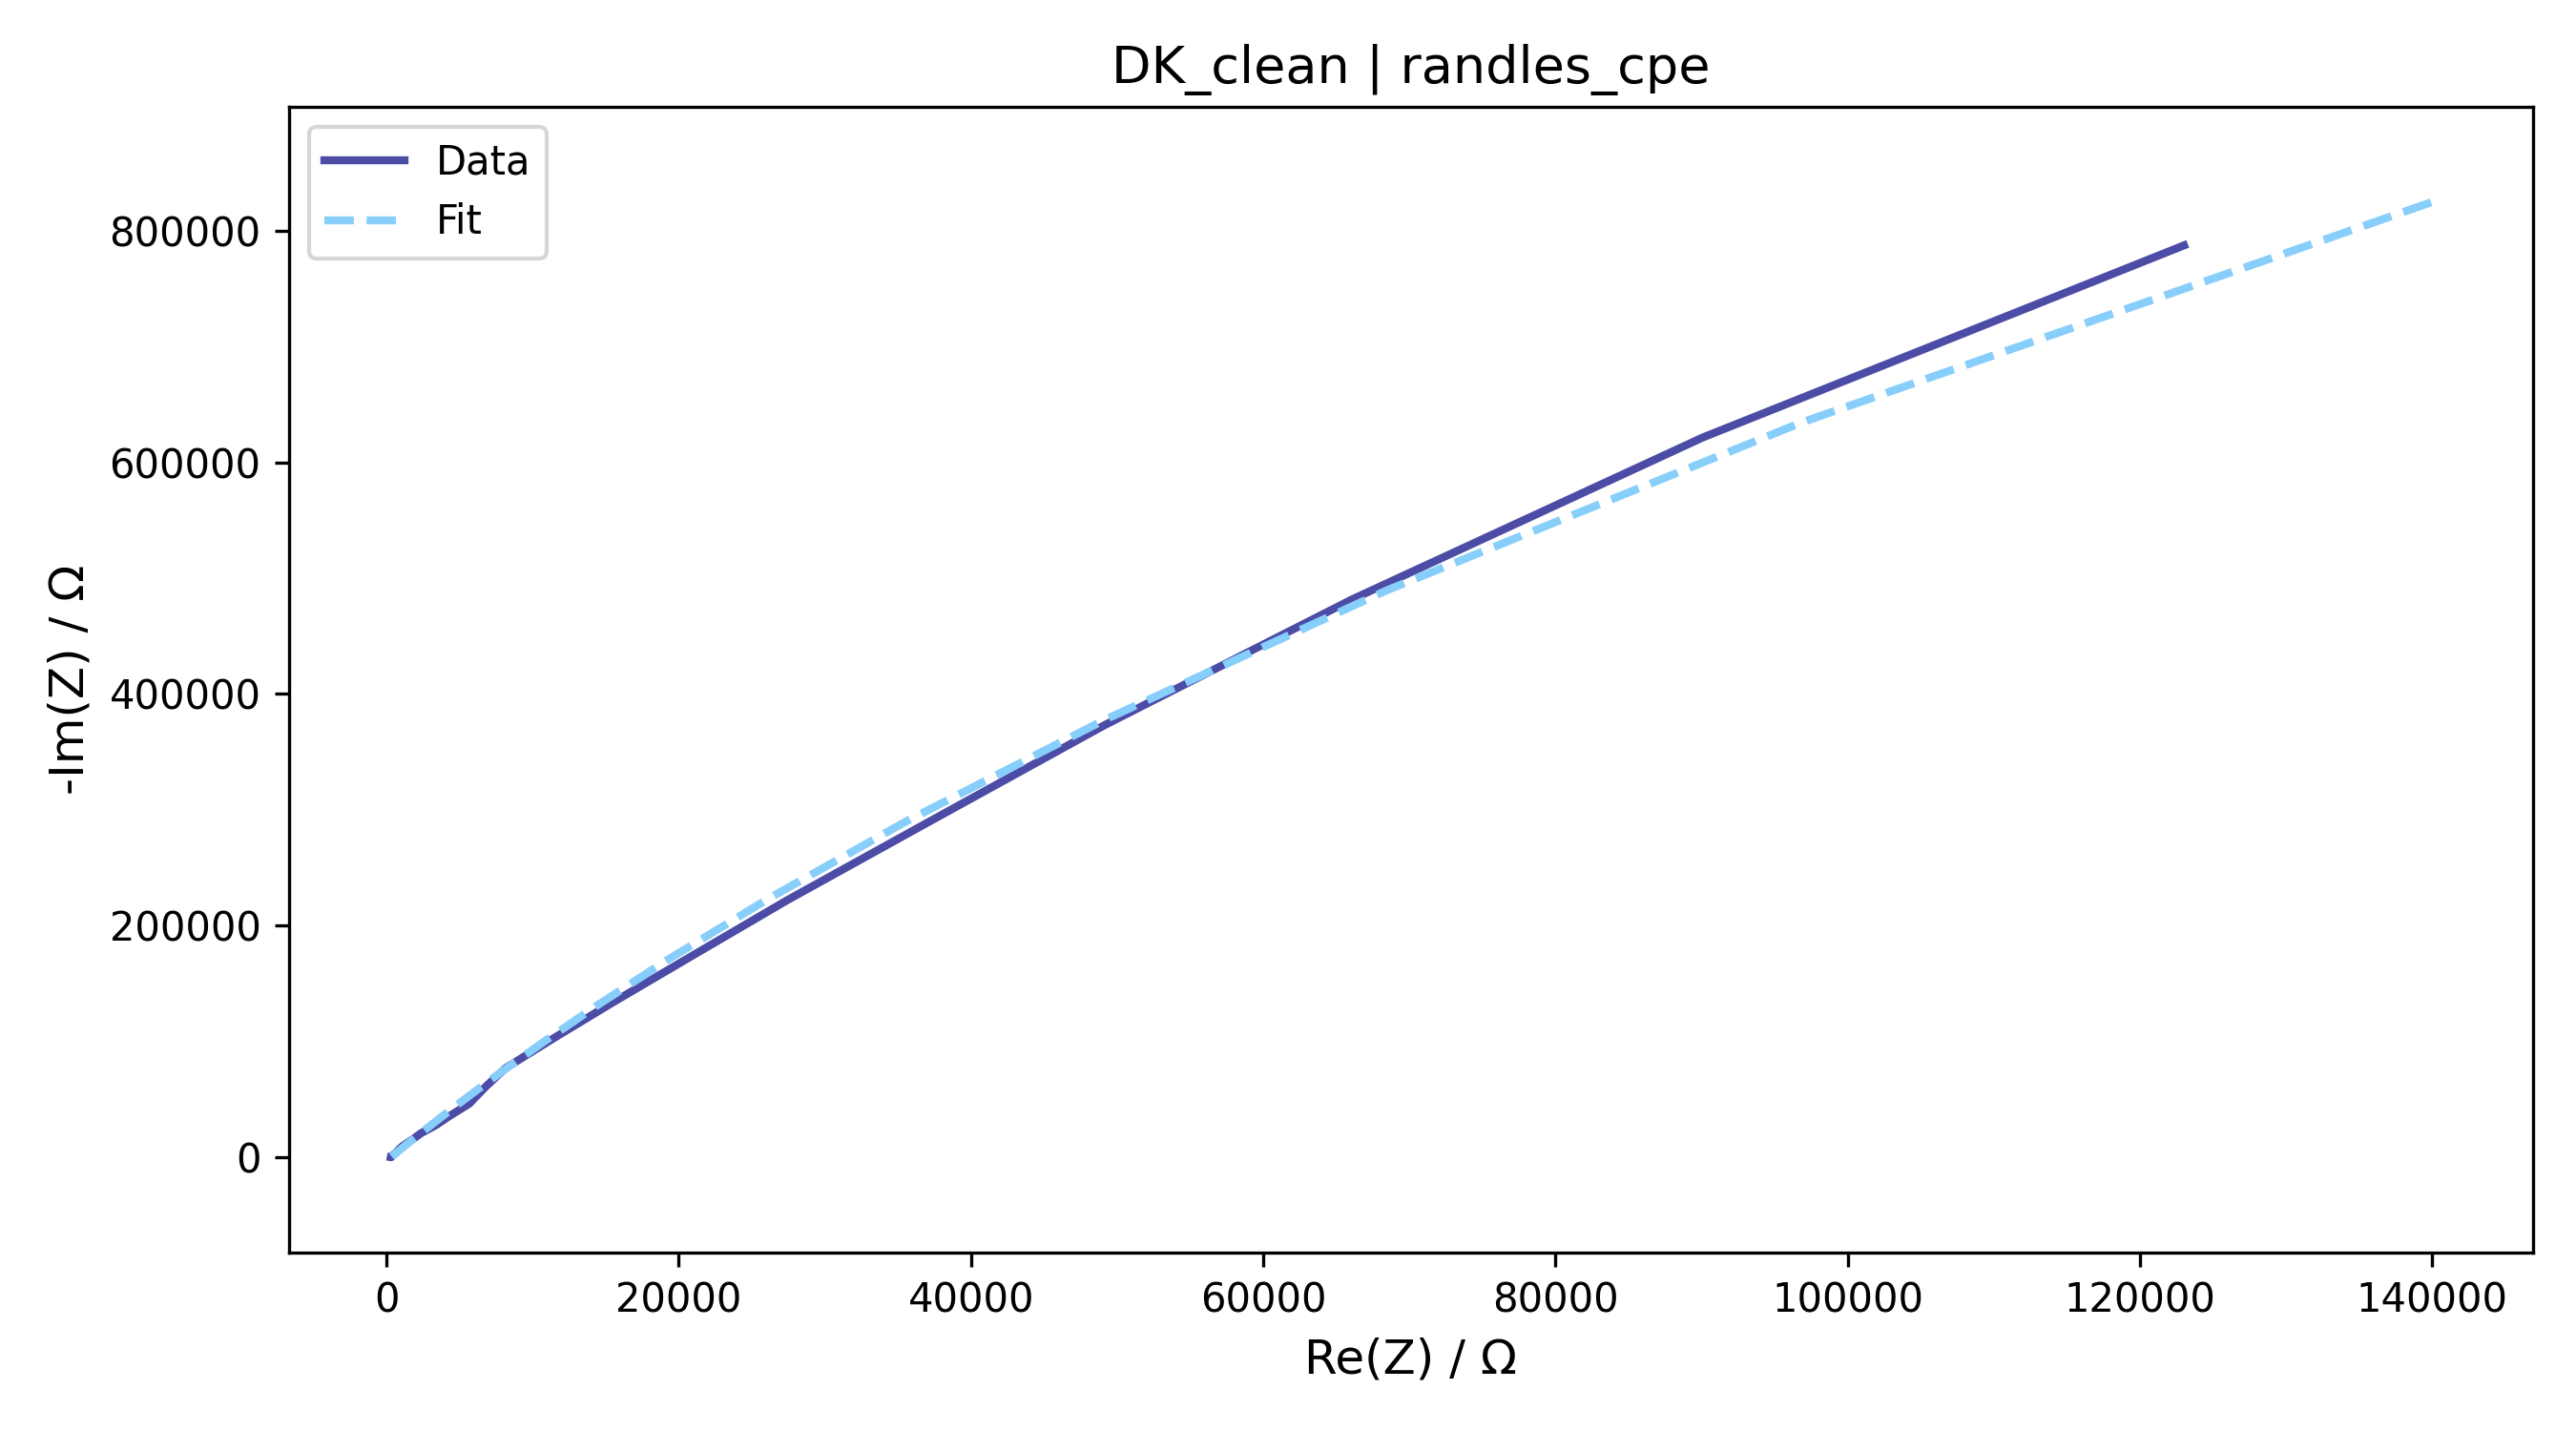 DK_clean | randles_cpe
Data
Fit
-Im(Z) / Ω
800000
600000
400000
200000
0
0 20000 40000 60000 80000 100000 120000 140000
Re(Z) / Ω